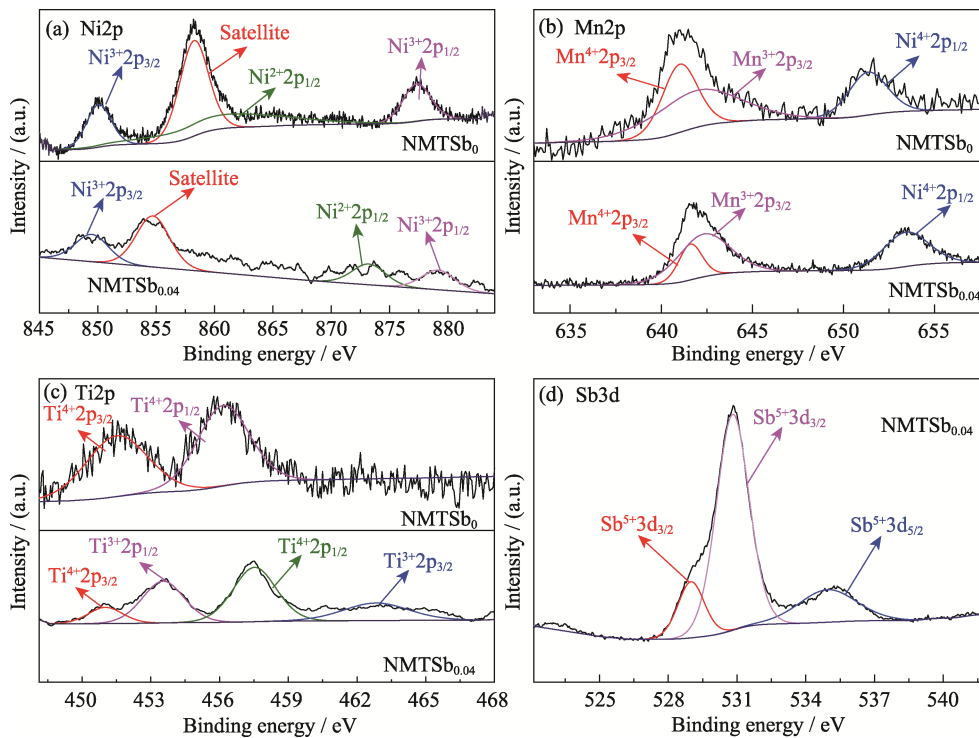 (a) Ni2p
Ni³⁺2p₃/₂
Satellite
Ni²⁺2p₁/₂
Ni³⁺2p₁/₂
NMTSb₀
Ni³⁺2p₃/₂
Satellite
Ni²⁺2p₁/₂
Ni³⁺2p₁/₂
NMTSb₀.₀₄
Intensity / (a.u.)
845 850 855 860 865 870 875 880
Binding energy / eV
(b) Mn2p
Mn⁴⁺2p₃/₂
Mn³⁺2p₃/₂
Ni⁴⁺2p₁/₂
NMTSb₀
Mn⁴⁺2p₃/₂
Mn³⁺2p₃/₂
Ni⁴⁺2p₁/₂
NMTSb₀.₀₄
Intensity / (a.u.)
635 640 645 650 655
Binding energy / eV
(c) Ti2p
Ti⁴⁺2p₃/₂
Ti⁴⁺2p₁/₂
NMTSb₀
Ti⁴⁺2p₃/₂
Ti³⁺2p₁/₂
Ti⁴⁺2p₁/₂
Ti³⁺2p₃/₂
NMTSb₀.₀₄
Intensity / (a.u.)
450 453 456 459 462 465 468
Binding energy / eV
(d) Sb3d
NMTSb₀.₀₄
Sb⁵⁺3d₃/₂
Sb⁵⁺3d₃/₂
Sb⁵⁺3d₅/₂
Intensity / (a.u.)
525 528 531 534 537 540
Binding energy / eV